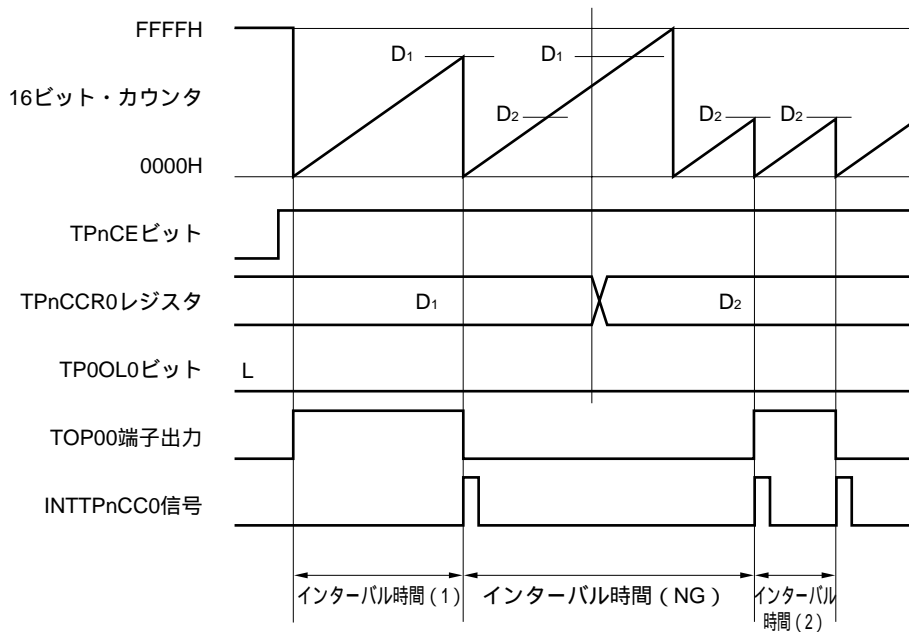 FFFFH
D1
D1
16ビット・カウンタ
D2
D2
D2
0000H
TPnCEビット
TPnCCR0レジスタ
D1
D2
TP0OL0ビット
L
TOP00端子出力
INTTPnCC0信号
インターバル時間（1）
インターバル時間（NG）
インターバル
時間（2）